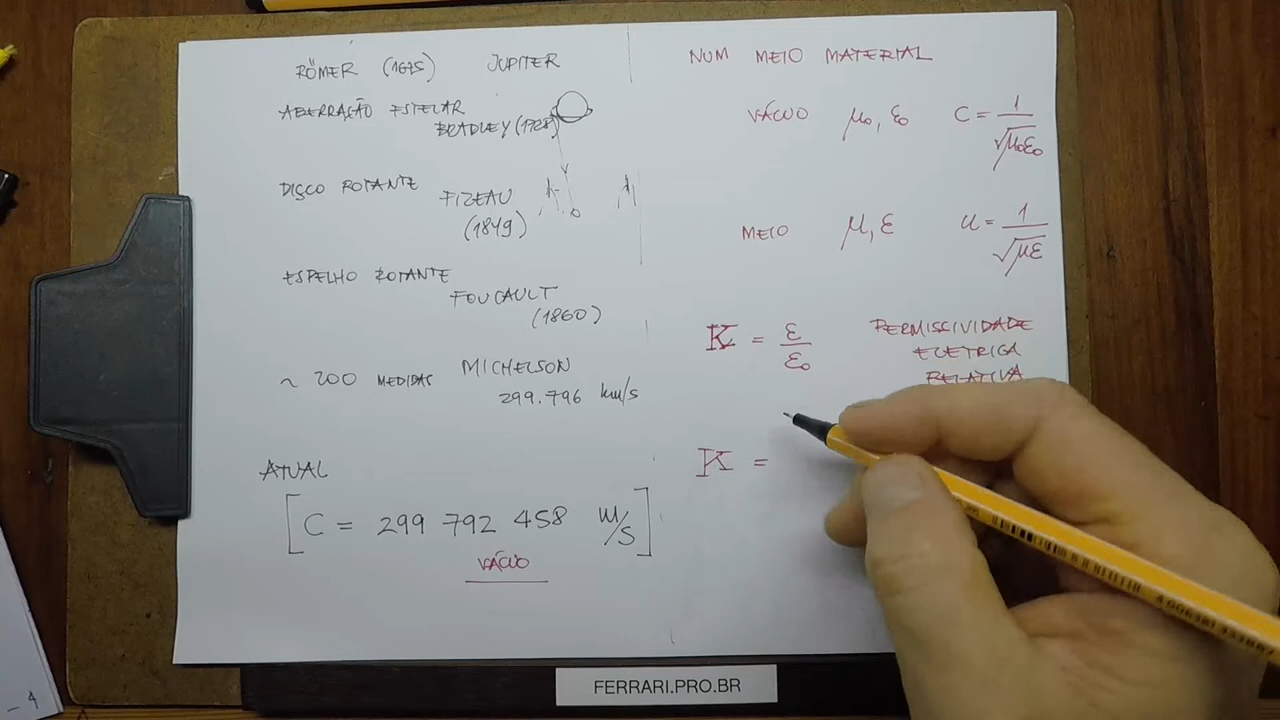 RÖMER (1675) JUPITER
ABERRAÇÃO ESTELAR
BRADLEY (1728)
DISCO ROTANTE
FIZEAU
(1849)
ESPELHO ROTANTE
FOUCAULT
(1860)
~ 200 MEDIDAS MICHELSON
299.796 km/s
ATUAL
[C = 299 792 458 m/s]
VÁCUO
NUM MEIO MATERIAL
VÁCUO μ₀, ε₀ C = 1/√μ₀ε₀
MEIO μ, ε u = 1/√με
K = ε/ε₀ PERMISSIVIDADE
ELETRICA
RELATIVA
K =
FERRARI.PRO.BR
- 4